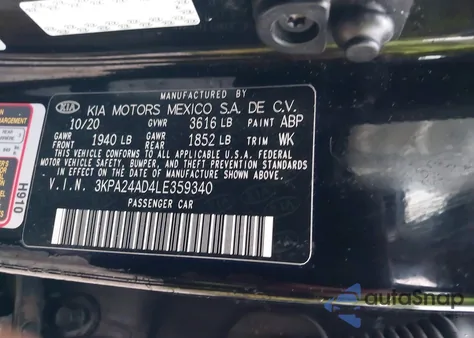 MANUFACTURED BY
KIA KIA MOTORS MEXICO S.A. DE C.V.
10/20 GVWR 3616 LB PAINT ABP
GAWR FRONT 1940 LB GAWR REAR 1852 LB TRIM WK
THIS VEHICLE CONFORMS TO ALL APPLICABLE U.S.A. FEDERAL
MOTOR VEHICLE SAFETY, BUMPER, AND THEFT PREVENTION STANDARDS
IN EFFECT ON THE DATE OF MANUFACTURE SHOWN ABOVE.
V.I.N. 3KPA24AD4LE359340
PASSENGER CAR
H910
autoSnap